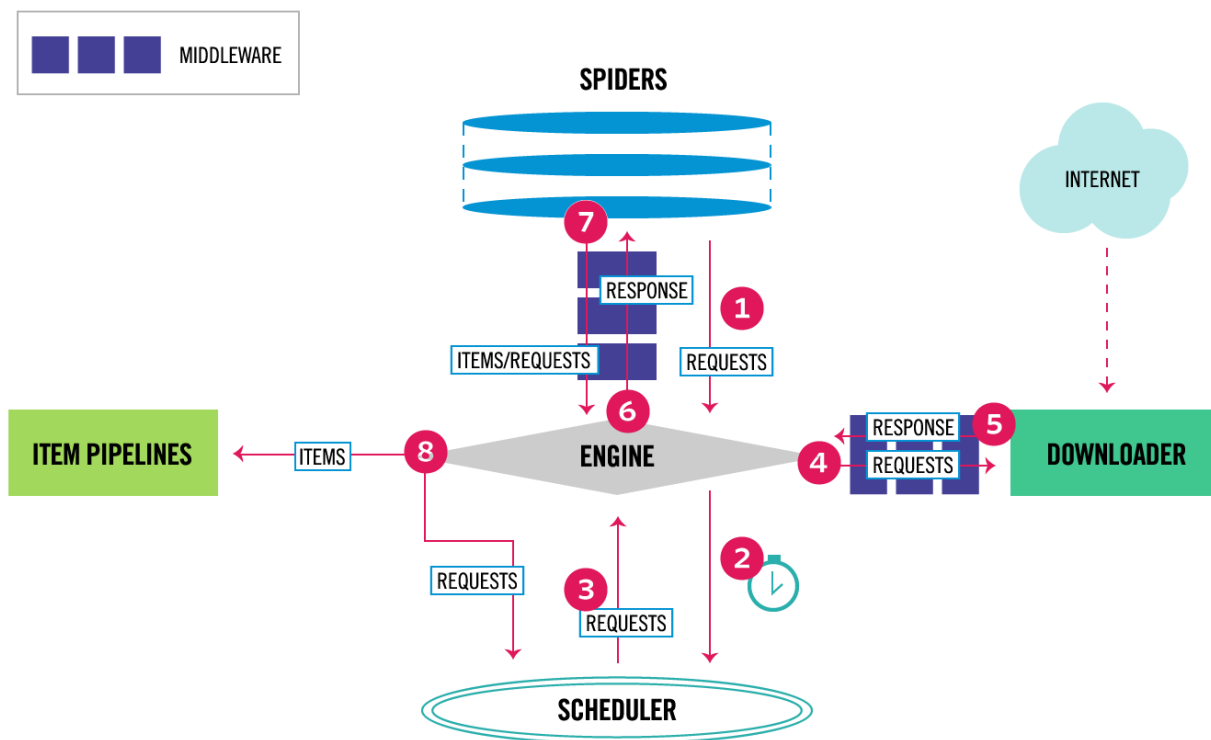 MIDDLEWARE
SPIDERS
INTERNET
7
RESPONSE
1
ITEMS/REQUESTS
REQUESTS
6
ITEM PIPELINES
ITEMS
8
ENGINE
4
RESPONSE
REQUESTS
5
DOWNLOADER
2
REQUESTS
3
REQUESTS
SCHEDULER